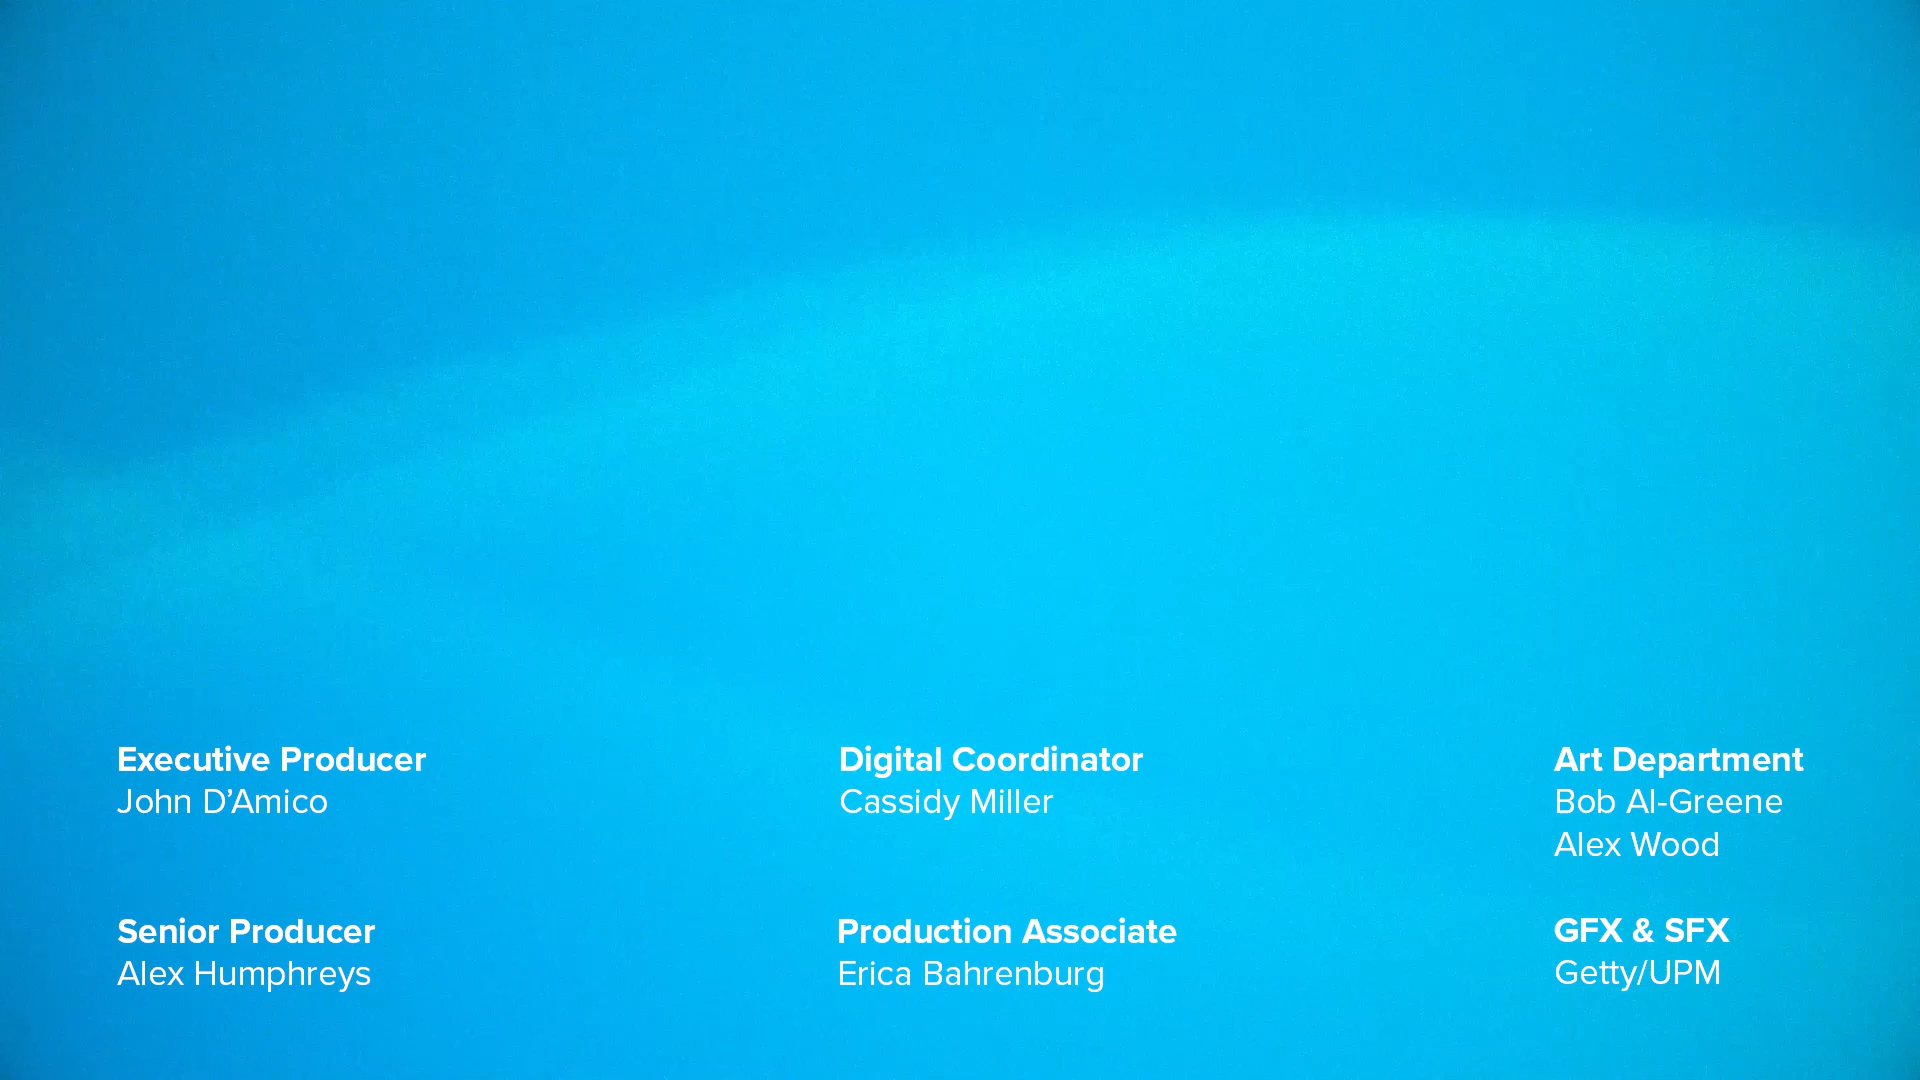 Executive Producer
John D’Amico
Senior Producer
Alex Humphreys
Digital Coordinator
Cassidy Miller
Production Associate
Erica Bahrenburg
Art Department
Bob Al-Greene
Alex Wood
GFX & SFX
Getty/UPM